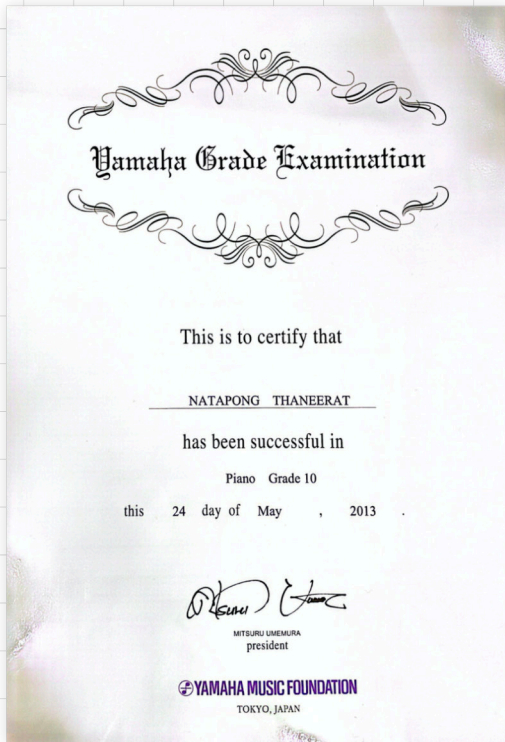 Yamaha Grade Examination
This is to certify that
NATAPONG THANEERAT
has been successful in
Piano Grade 10
this 24 day of May , 2013 .
MITSURU UMEMURA
president
YAMAHA MUSIC FOUNDATION
TOKYO, JAPAN